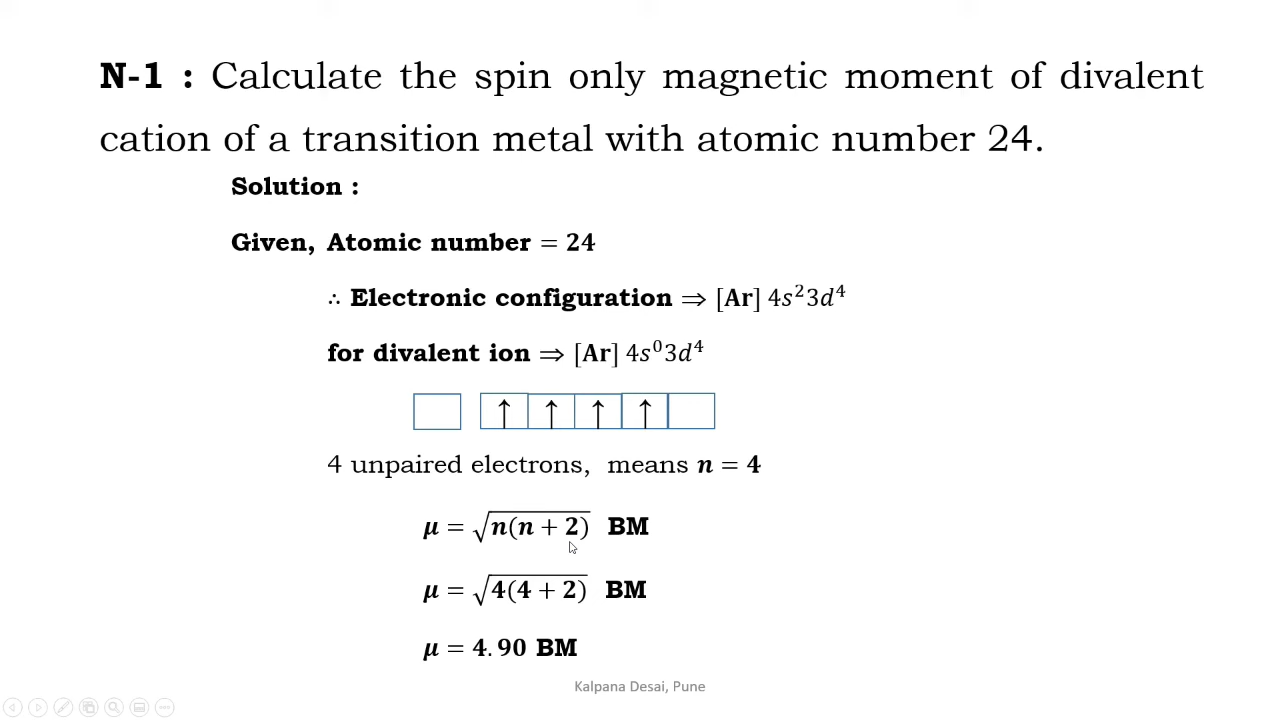 N-1 : Calculate the spin only magnetic moment of divalent
cation of a transition metal with atomic number 24.
Solution :
Given, Atomic number = 24
∴ Electronic configuration ⇒ [Ar] 4s²3d⁴
for divalent ion ⇒ [Ar] 4s⁰3d⁴
↑ ↑ ↑ ↑
4 unpaired electrons, means n = 4
μ = √n(n + 2) BM
μ = √4(4 + 2) BM
μ = 4.90 BM
Kalpana Desai, Pune